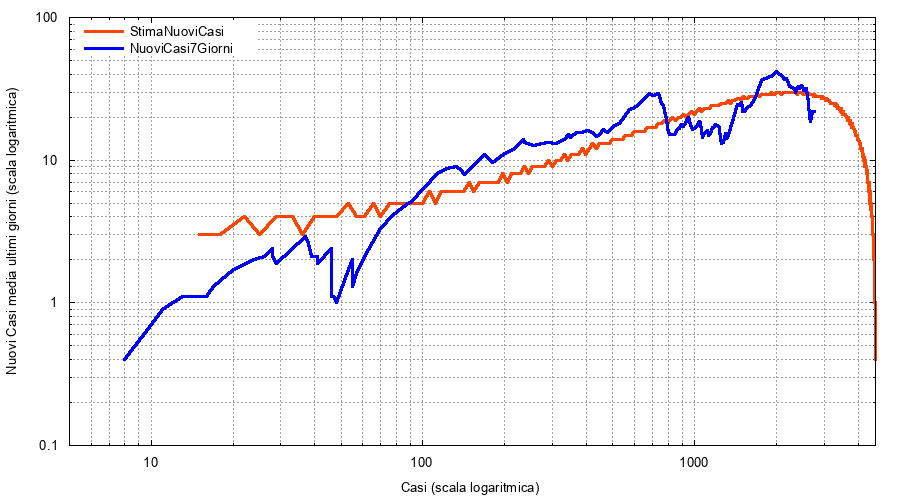 100
StimaNuoviCasi
NuoviCasi7Giorni
10
1
0.1
Nuovi Casi media ultimi giorni (scala logaritmica)
10 100 1000
Casi (scala logaritmica)